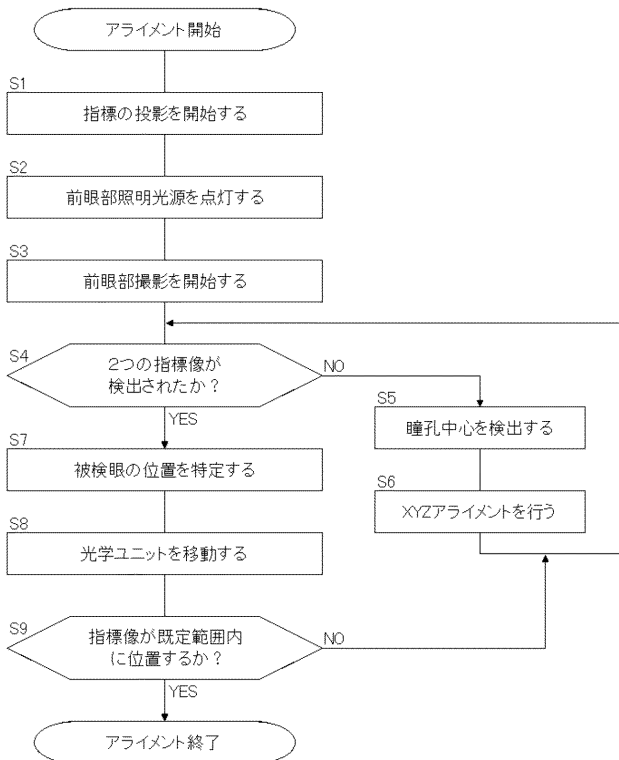 アライメント開始
S1
指標の投影を開始する
S2
前眼部照明光源を点灯する
S3
前眼部撮影を開始する
S4
2つの指標像が
検出されたか？
NO
YES
S5
瞳孔中心を検出する
S6
XYZアライメントを行う
S7
被検眼の位置を特定する
S8
光学ユニットを移動する
S9
指標像が既定範囲内
に位置するか？
NO
YES
アライメント終了